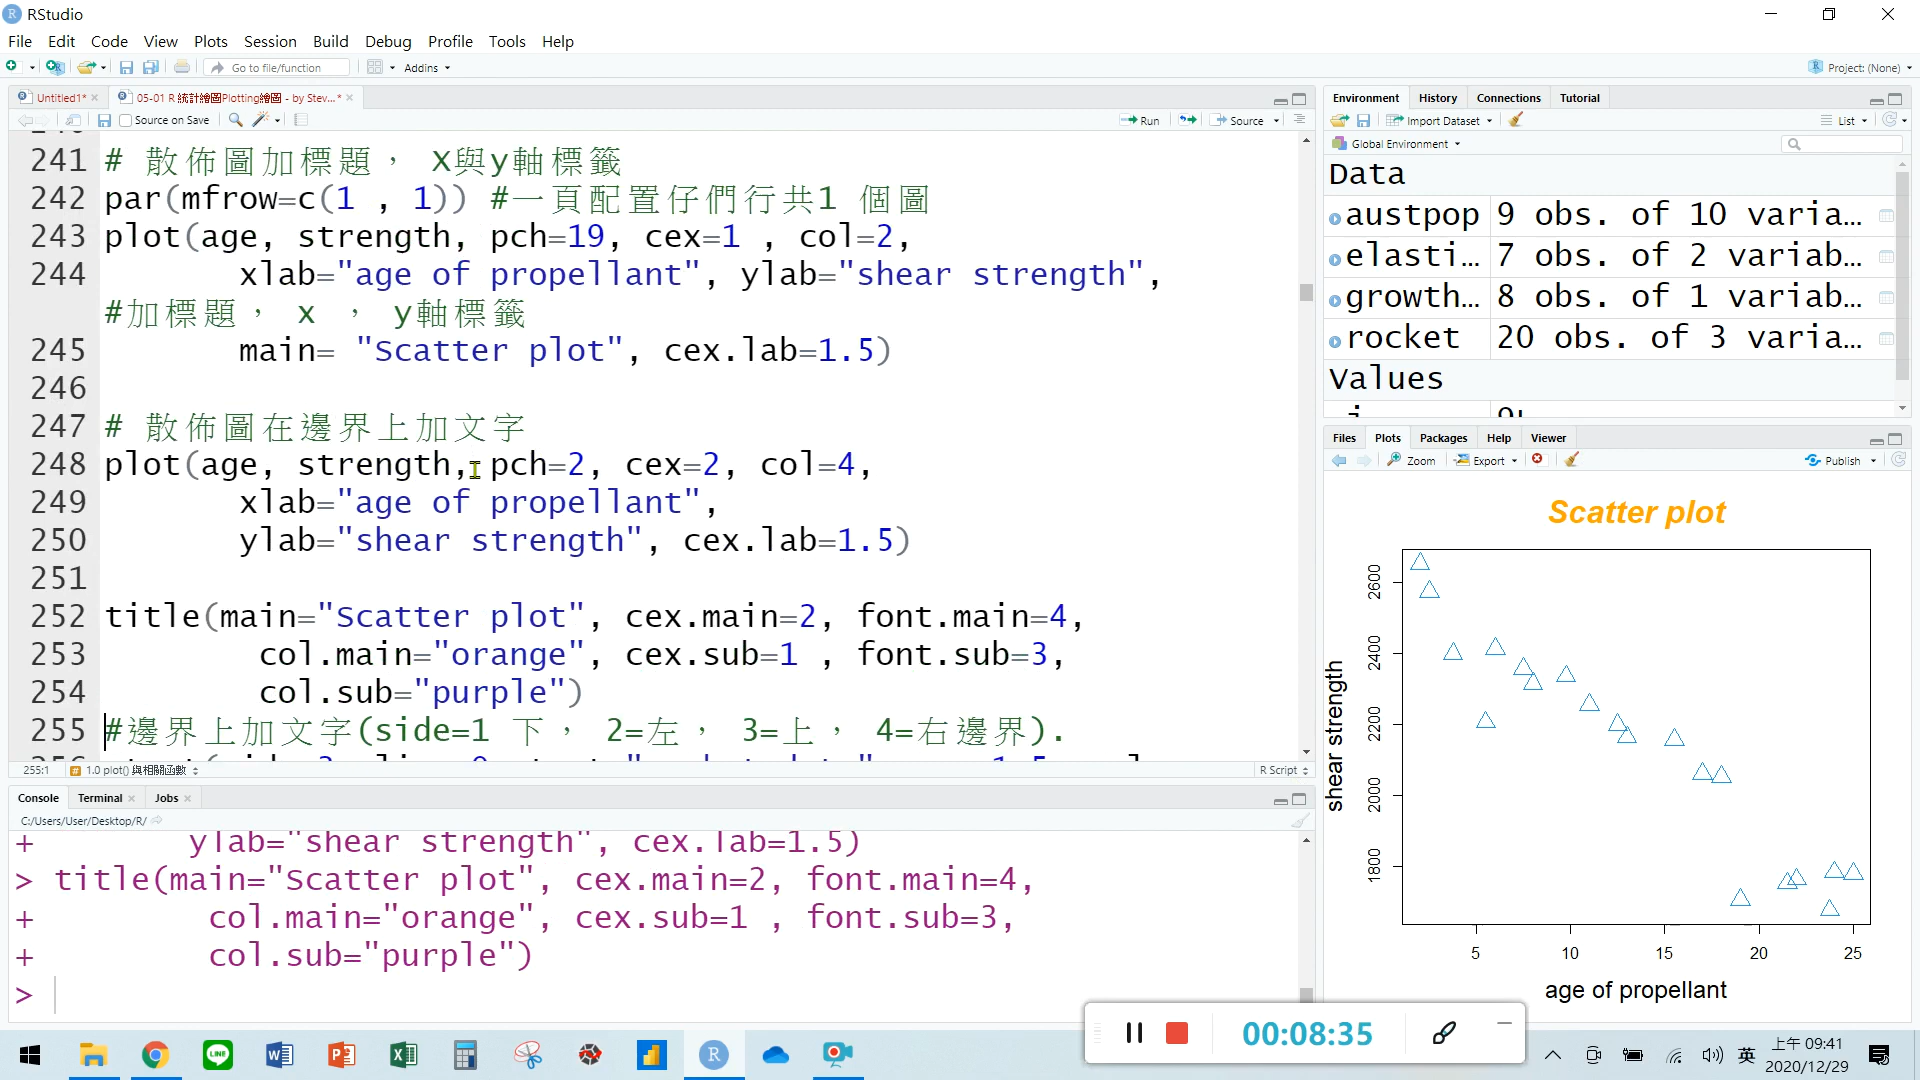 RStudio
File Edit Code View Plots Session Build Debug Profile Tools Help
Go to file/function Addins Project: (None)
Untitled1* 05-01 R 統計繪圖Plotting繪圖 - by Stev...*
Source on Save Run Source
241 # 散佈圖加標題， X與y軸標籤
242 par(mfrow=c(1 , 1)) #一頁配置仔們行共1 個圖
243 plot(age, strength, pch=19, cex=1 , col=2,
244 xlab="age of propellant", ylab="shear strength",
#加標題， x ， y軸標籤
245 main= "Scatter plot", cex.lab=1.5)
246
247 # 散佈圖在邊界上加文字
248 plot(age, strength, pch=2, cex=2, col=4,
249 xlab="age of propellant",
250 ylab="shear strength", cex.lab=1.5)
251
252 title(main="Scatter plot", cex.main=2, font.main=4,
253 col.main="orange", cex.sub=1 , font.sub=3,
254 col.sub="purple")
255 #邊界上加文字(side=1 下， 2=左， 3=上， 4=右邊界).
255:1 1.0 plot() 與相關函數 R Script
Console Terminal Jobs
C:/Users/User/Desktop/R/
+ ylab="shear strength", cex.lab=1.5)
> title(main="Scatter plot", cex.main=2, font.main=4,
+ col.main="orange", cex.sub=1 , font.sub=3,
+ col.sub="purple")
>
Environment History Connections Tutorial
Import Dataset List
Global Environment
Data
austpop 9 obs. of 10 varia...
elasti... 7 obs. of 2 variab...
growth... 8 obs. of 1 variab...
rocket 20 obs. of 3 varia...
Values
Files Plots Packages Help Viewer
Zoom Export Publish
Scatter plot
shear strength
2600
2400
2200
2000
1800
5 10 15 20 25
age of propellant
00:08:35
英 上午 09:41
2020/12/29